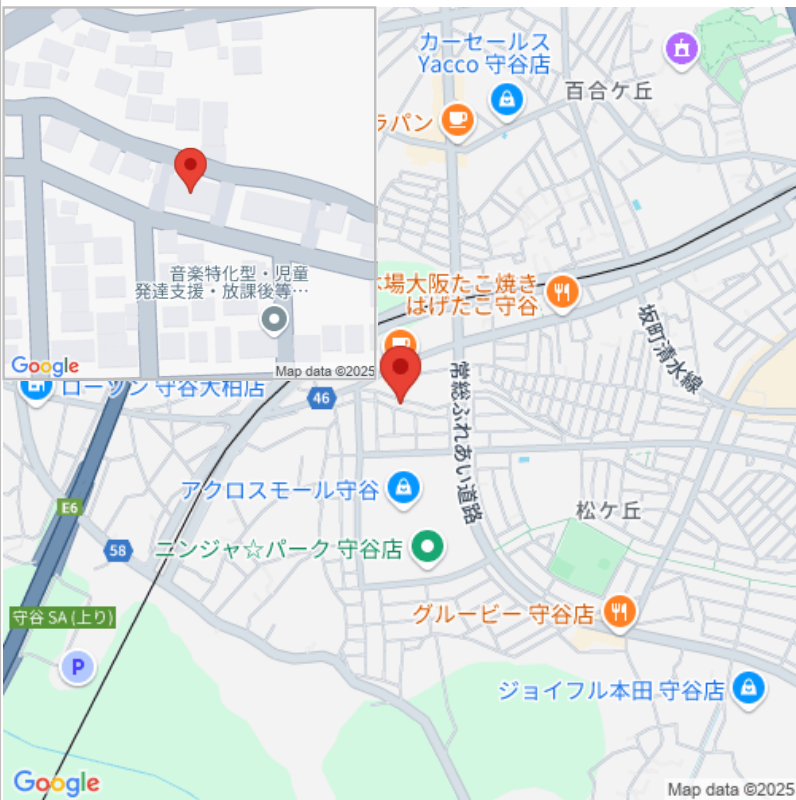 カーセールス
Yacco 守谷店
百合ケ丘
ラパン
音楽特化型・児童
発達支援・放課後等…
Google
Map data ©2025
場大阪たこ焼き
はげたこ守谷
坂町清水線
ローソン 守谷大柏店
46
常総ふれあい道路
アクロスモール守谷
E6
松ケ丘
58
ニンジャ☆パーク 守谷店
守谷 SA (上り)
グルービー 守谷店
P
ジョイフル本田 守谷店
Google
Map data ©2025